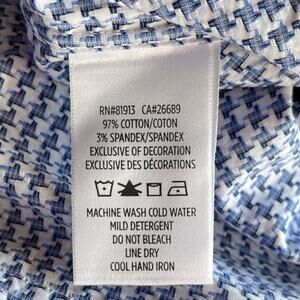 RN#81913 CA#26689
97% COTTON/COTON
3% SPANDEX/SPANDEX
EXCLUSIVE OF DECORATION
EXCLUSIVE DES DÉCORATIONS
MACHINE WASH COLD WATER
MILD DETERGENT
DO NOT BLEACH
LINE DRY
COOL HAND IRON